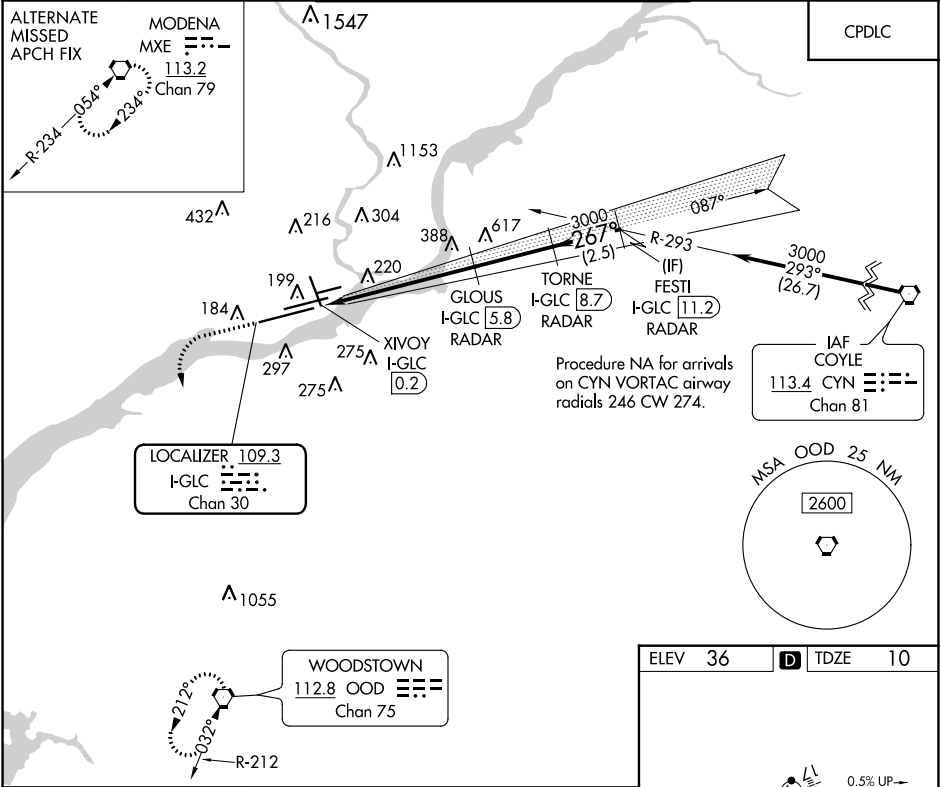 ALTERNATE
MISSED
APCH FIX
MODENA
MXE
113.2
Chan 79
R-234
054°
234°
1547
CPDLC
1153
432
216
304
388
617
3000
267°
(2.5)
087°
R-293
3000
293°
(26.7)
199
220
184
297
275
275
XIVOY
I-GLC
0.2
GLOUS
I-GLC 5.8
RADAR
TORNE
I-GLC 8.7
RADAR
(IF)
FESTI
I-GLC 11.2
RADAR
Procedure NA for arrivals
on CYN VORTAC airway
radials 246 CW 274.
IAF
COYLE
113.4 CYN
Chan 81
LOCALIZER 109.3
I-GLC
Chan 30
MSA OOD 25 NM
2600
1055
WOODSTOWN
112.8 OOD
Chan 75
212°
032°
R-212
ELEV 36 D TDZE 10
17
0.5% UP